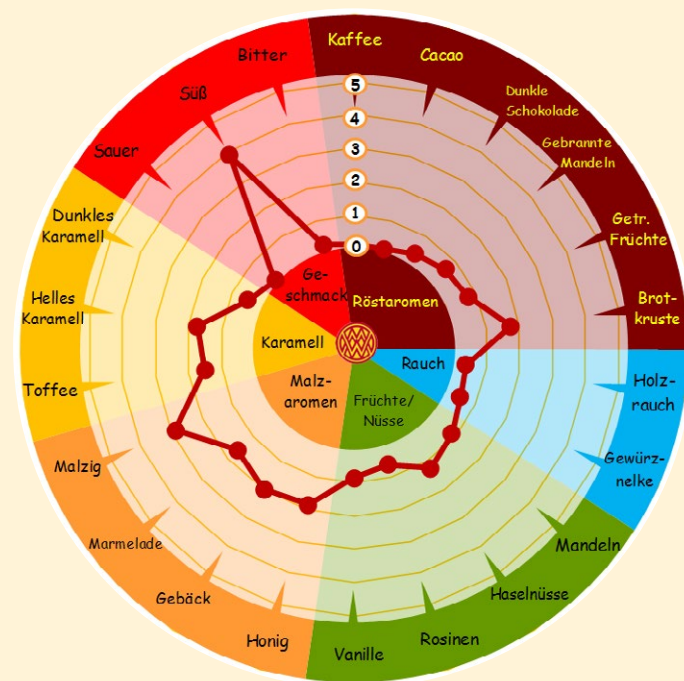 Kaffee
Cacao
Dunkle
Schokolade
Gebrannte
Mandeln
Getr.
Früchte
Brot-
kruste
Holz-
rauch
Gewürz-
nelke
Mandeln
Haselnüsse
Rosinen
Vanille
Honig
Gebäck
Marmelade
Malzig
Toffee
Helles
Karamell
Dunkles
Karamell
Sauer
Süß
Bitter
5
4
3
2
1
0
Ge-
schmack
Röstaromen
Karamell
Rauch
Malz-
aromen
Früchte/
Nüsse